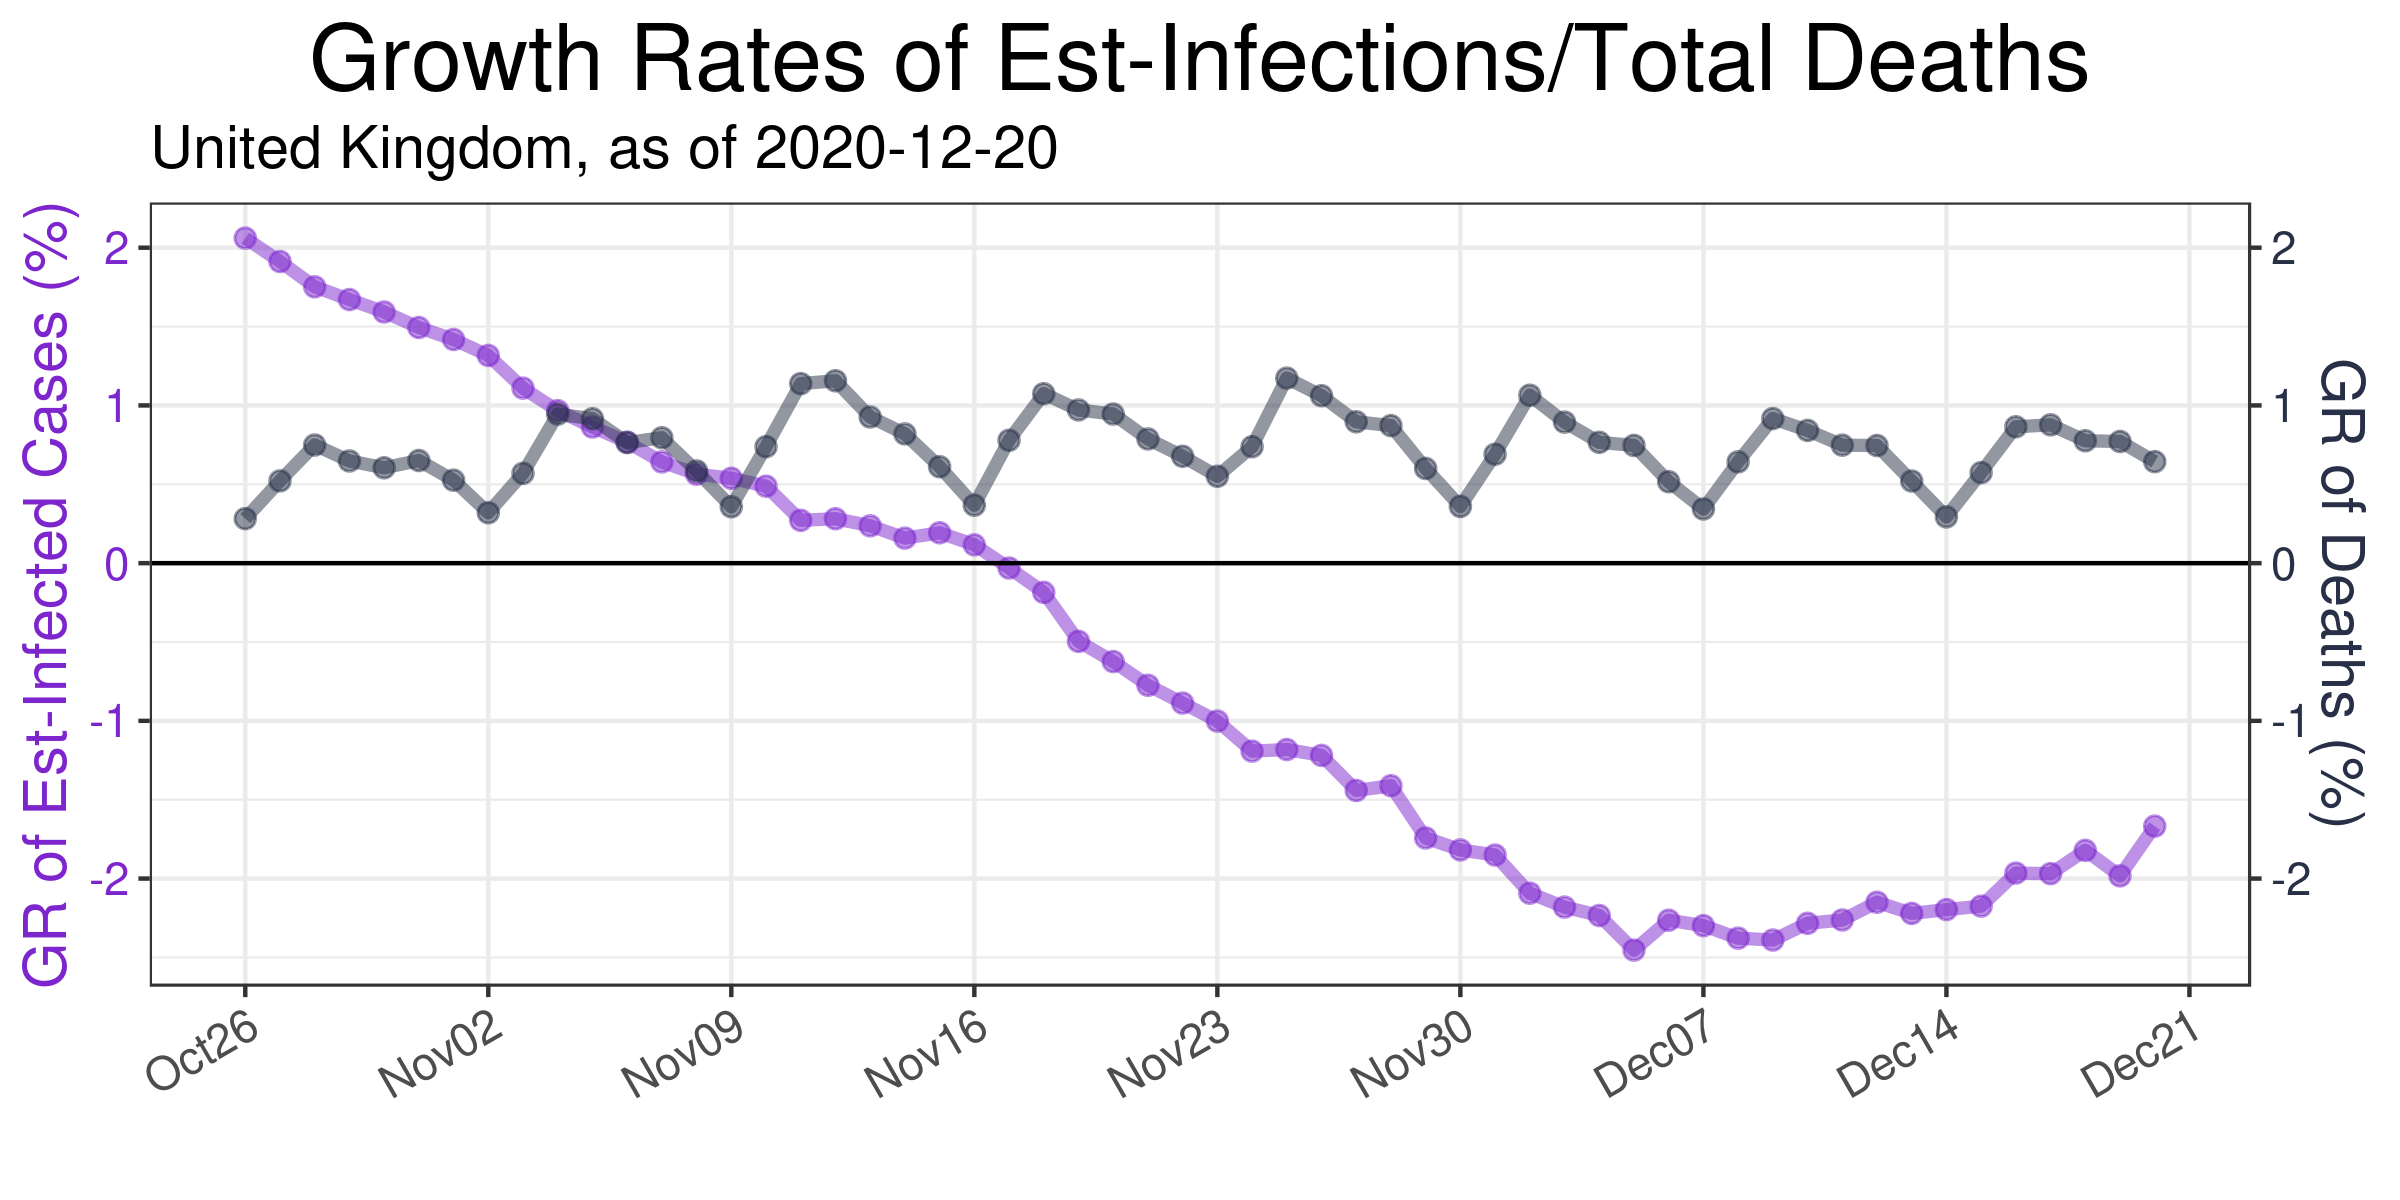 Growth Rates of Est-Infections/Total Deaths
United Kingdom, as of 2020-12-20
GR of Est-Infected Cases (%)
2
1
0
-1
-2
2
1
0
-1
-2
GR of Deaths (%)
Oct26
Nov02
Nov09
Nov16
Nov23
Nov30
Dec07
Dec14
Dec21